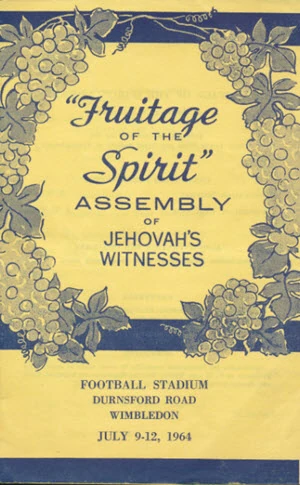 "Fruitage
OF THE
Spirit"
ASSEMBLY
OF
JEHOVAH'S
WITNESSES
FOOTBALL STADIUM
DURNSFORD ROAD
WIMBLEDON
JULY 9-12, 1964